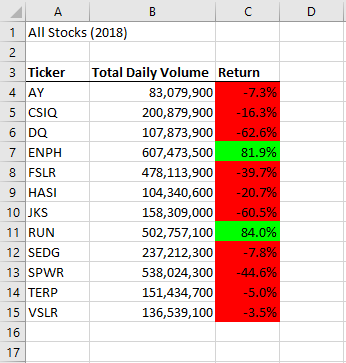 A B C D
1 All Stocks (2018)
2
3 Ticker Total Daily Volume Return
4 AY 83,079,900 -7.3%
5 CSIQ 200,879,900 -16.3%
6 DQ 107,873,900 -62.6%
7 ENPH 607,473,500 81.9%
8 FSLR 478,113,900 -39.7%
9 HASI 104,340,600 -20.7%
10 JKS 158,309,000 -60.5%
11 RUN 502,757,100 84.0%
12 SEDG 237,212,300 -7.8%
13 SPWR 538,024,300 -44.6%
14 TERP 151,434,700 -5.0%
15 VSLR 136,539,100 -3.5%
16
17